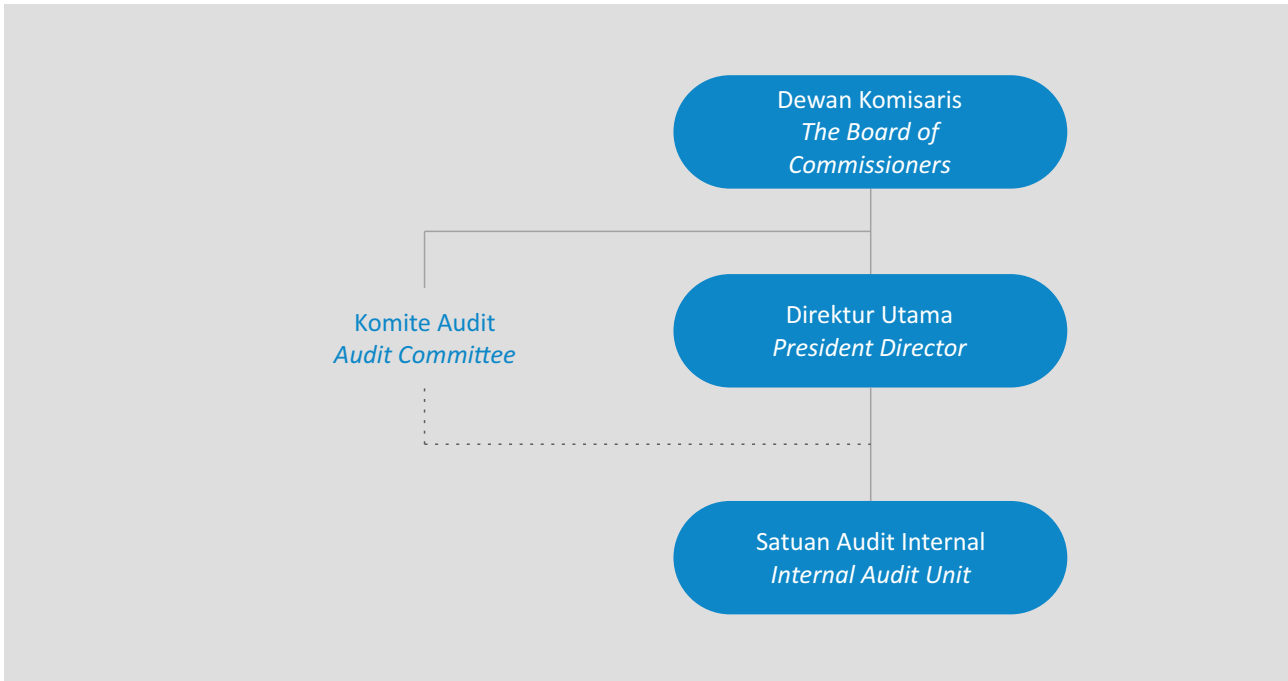 Dewan Komisaris
The Board of
Commissioners
Komite Audit
Audit Committee
Direktur Utama
President Director
Satuan Audit Internal
Internal Audit Unit